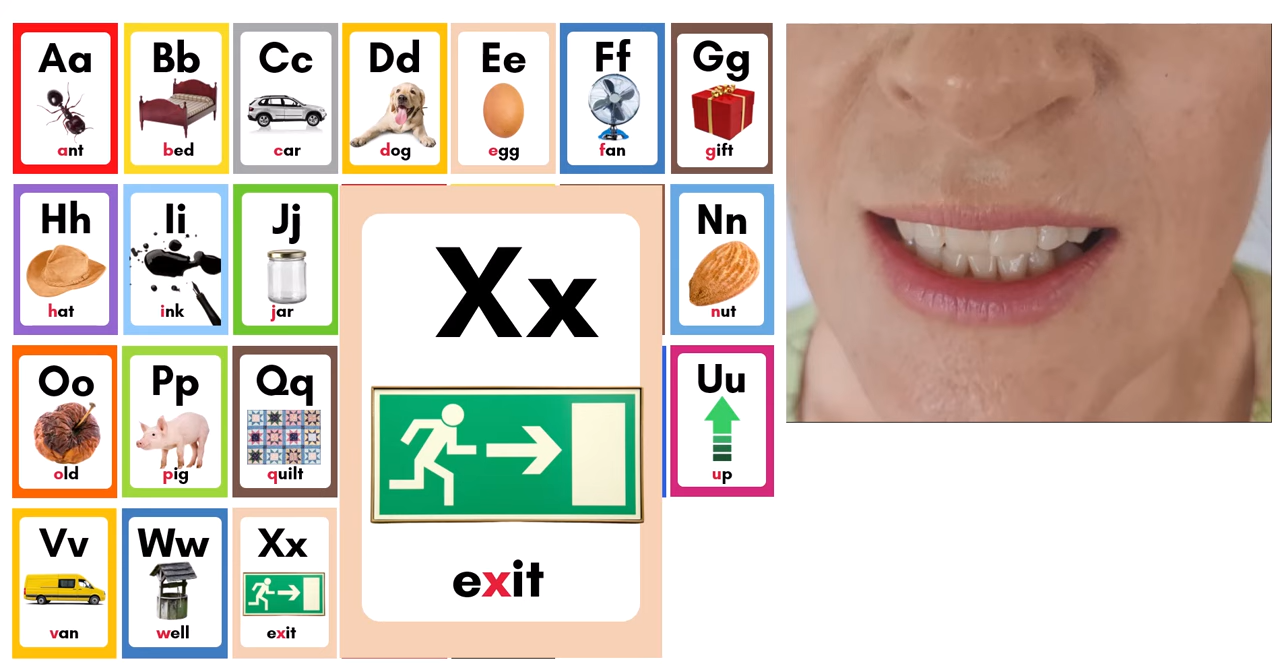 Aa
ant
Bb
bed
Cc
car
Dd
dog
Ee
egg
Ff
fan
Gg
gift
Hh
hat
Ii
ink
Jj
jar
Xx
exit
Nn
nut
Oo
old
Pp
pig
Qq
quilt
Uu
up
Vv
van
Ww
well
Xx
exit